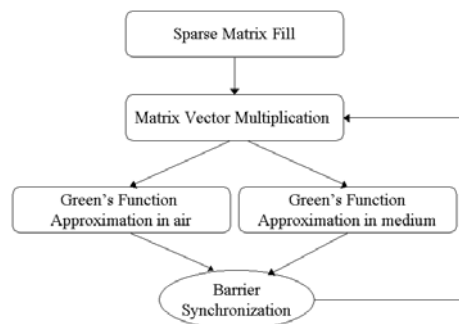 Sparse Matrix Fill
Matrix Vector Multiplication
Green's Function
Approximation in air
Green's Function
Approximation in medium
Barrier
Synchronization